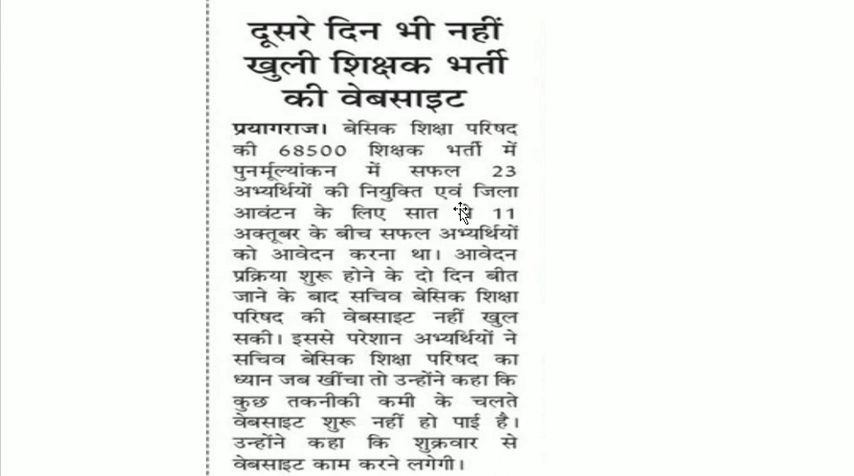 दूसरे दिन भी नहीं
खुली शिक्षक भर्ती
की वेबसाइट
प्रयागराज। बेसिक शिक्षा परिषद
की 68500 शिक्षक भर्ती में
पुनर्मूल्यांकन में सफल 23
अभ्यर्थियों की नियुक्ति एवं जिला
आवंटन के लिए सात 11
अक्तूबर के बीच सफल अभ्यर्थियों
को आवेदन करना था। आवेदन
प्रक्रिया शुरू होने के दो दिन बीत
जाने के बाद सचिव बेसिक शिक्षा
परिषद की वेबसाइट नहीं खुल
सकी। इससे परेशान अभ्यर्थियों ने
सचिव बेसिक शिक्षा परिषद का
ध्यान जब खींचा तो उन्होंने कहा कि
कुछ तकनीकी कमी के चलते
वेबसाइट शुरू नहीं हो पाई है।
उन्होंने कहा कि शुक्रवार से
वेबसाइट काम करने लगेगी।